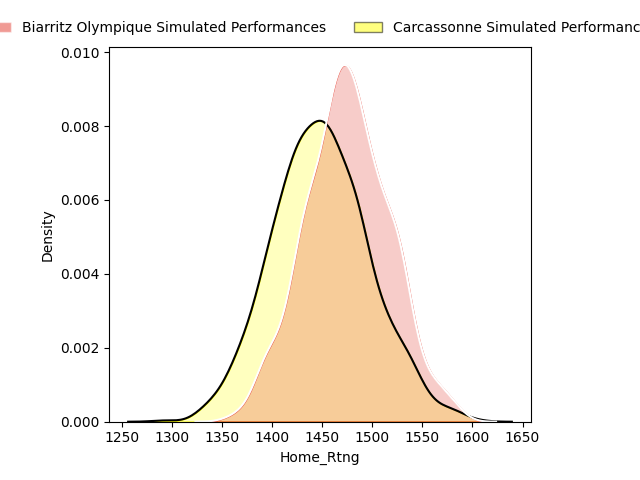 Biarritz Olympique Simulated Performances
Carcassonne Simulated Performanc
0.010
0.008
0.006
0.004
0.002
0.000
Density
1250 1300 1350 1400 1450 1500 1550 1600 1650
Home_Rtng